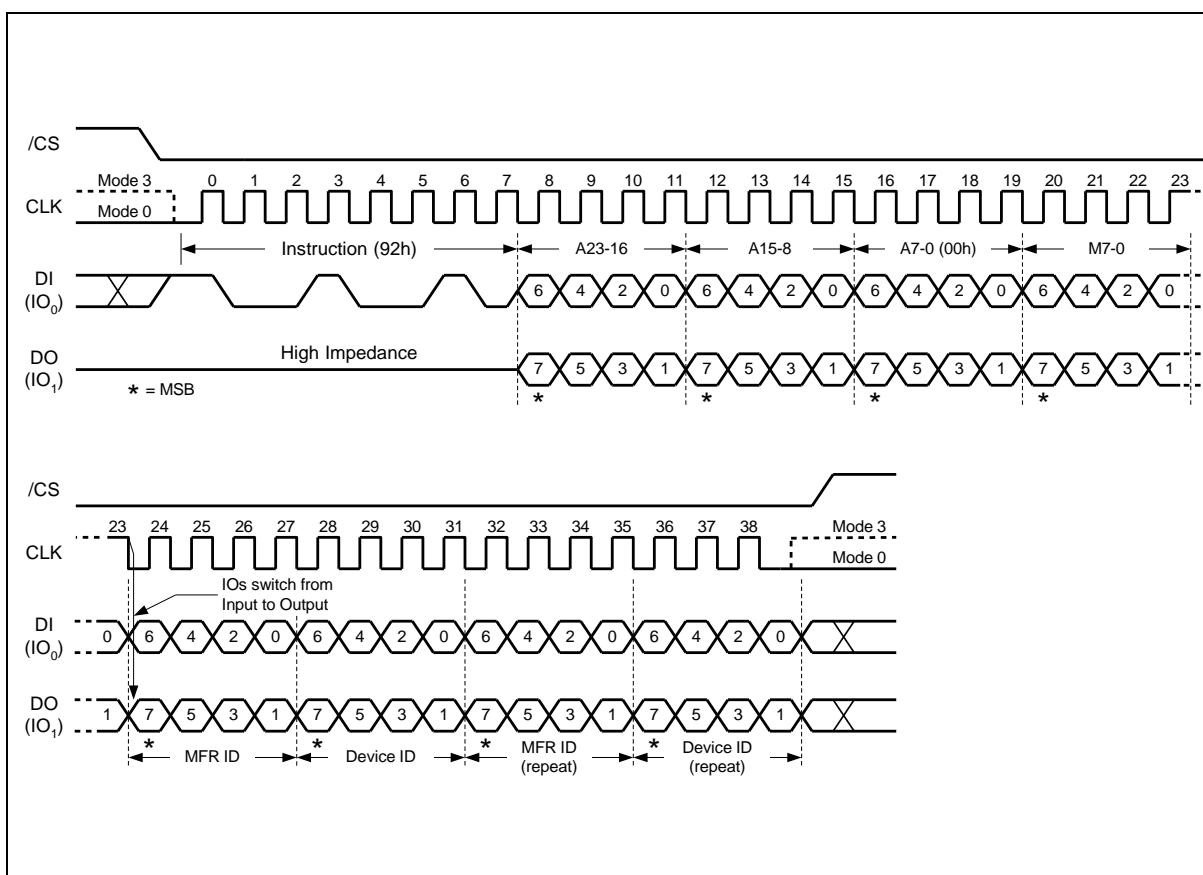 /CS
Mode 3 0 1 2 3 4 5 6 7 8 9 10 11 12 13 14 15 16 17 18 19 20 21 22 23
CLK Mode 0
Instruction (92h) A23-16 A15-8 A7-0 (00h) M7-0
DI
(IO0) 6 4 2 0 6 4 2 0 6 4 2 0 6 4 2 0
High Impedance
DO
(IO1) 7 5 3 1 7 5 3 1 7 5 3 1 7 5 3 1
* = MSB * * * *
/CS
23 24 25 26 27 28 29 30 31 32 33 34 35 36 37 38 Mode 3
CLK Mode 0
IOs switch from
Input to Output
DI
(IO0) 0 6 4 2 0 6 4 2 0 6 4 2 0 6 4 2 0
DO
(IO1) 1 7 5 3 1 7 5 3 1 7 5 3 1 7 5 3 1
* * * *
MFR ID Device ID MFR ID
(repeat) Device ID
(repeat)